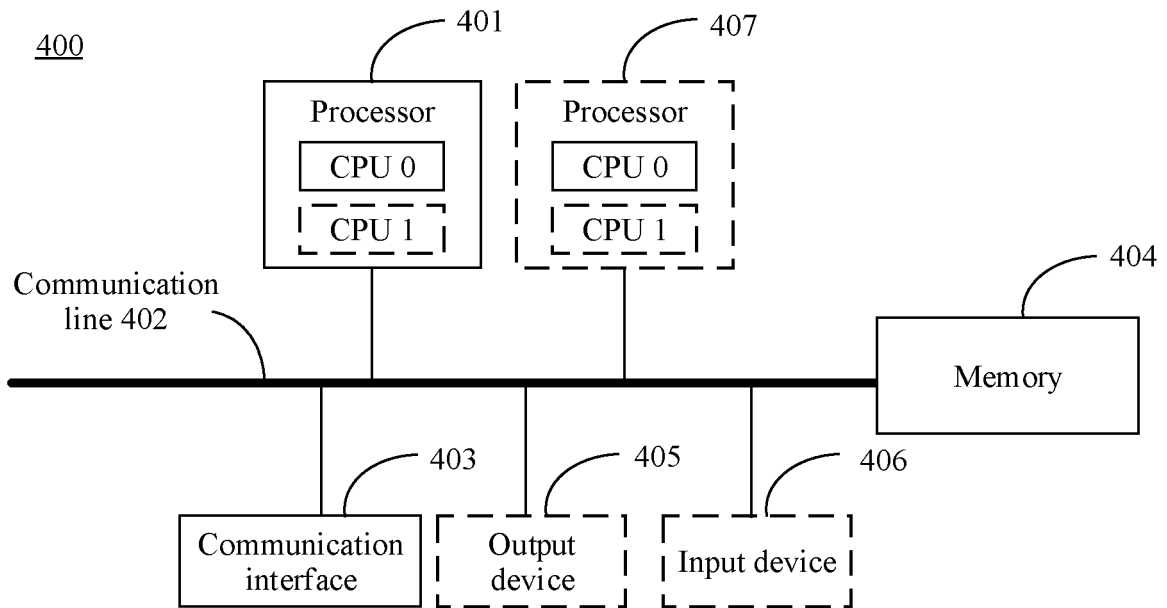 400
401
407
Processor
CPU 0
CPU 1
Processor
CPU 0
CPU 1
404
Communication
line 402
Memory
403
405
406
Communication
interface
Output
device
Input device